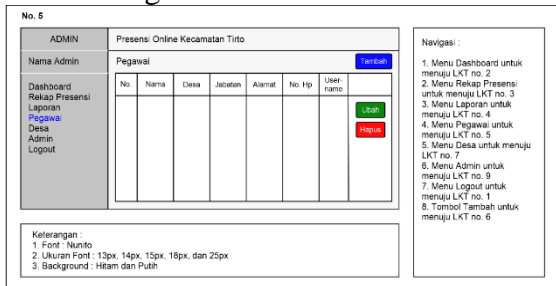 No. 5
ADMIN
Presensi Online Kecamatan Tirto
Nama Admin
Pegawai
Tambah
Dashboard
Rekap Presensi
Laporan
Pegawai
Desa
Admin
Logout
No.
Nama
Desa
Jabatan
Alamat
No. Hp
User-
name
Ubah
Hapus
Navigasi :
1. Menu Dashboard untuk
menuju LKT no. 2
2. Menu Rekap Presensi
untuk menuju LKT no. 3
3. Menu Laporan untuk
menuju LKT no. 4
4. Menu Pegawai untuk
menuju LKT no. 5
5. Menu Desa untuk menuju
LKT no. 7
6. Menu Admin untuk
menuju LKT no. 9
7. Menu Logout untuk
menuju LKT no. 1
8. Tombol Tambah untuk
menuju LKT no. 6
Keterangan :
1. Font : Nunito
2. Ukuran Font : 13px, 14px, 15px, 18px, dan 25px
3. Background : Hitam dan Putih